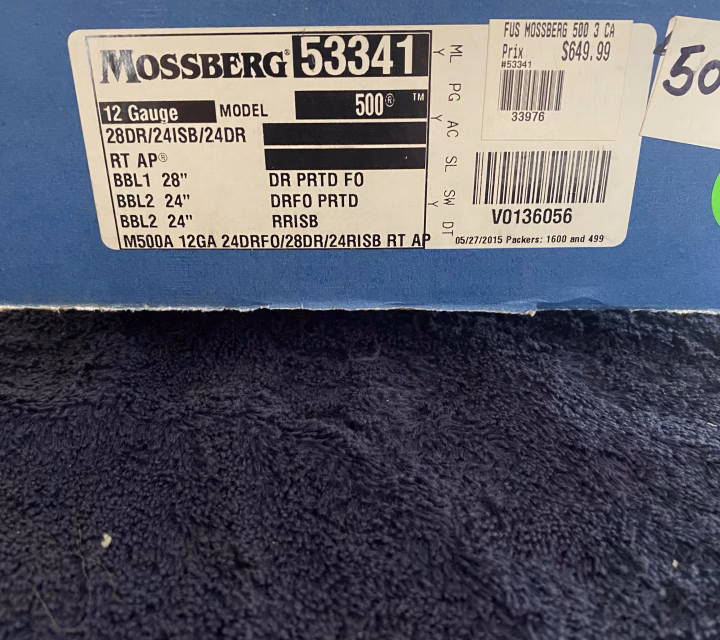 MOSSBERG® 53341
12 Gauge MODEL 500® ™
28DR/24ISB/24DR
RT AP®
BBL1 28" DR PRTD FO
BBL2 24" DRFO PRTD
BBL2 24" RRISB
M500A 12GA 24DRFO/28DR/24RISB RT AP
ML PG AC SL SW DT
Y Y Y
FUS MOSSBERG 500 3 CA
Prix $649.99
#53341
33976
V0136056
05/27/2015 Packers: 1600 and 499
50